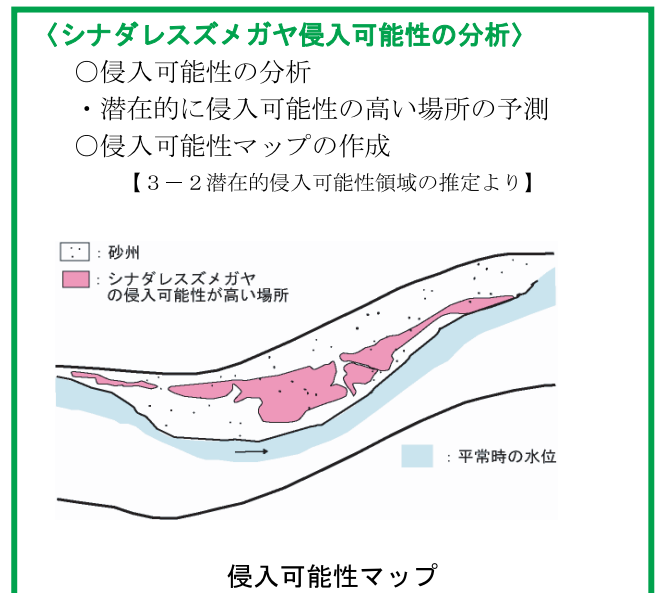 〈シナダレスズメガヤ侵入可能性の分析〉
○侵入可能性の分析
・潜在的に侵入可能性の高い場所の予測
○侵入可能性マップの作成
【３－２潜在的侵入可能性領域の推定より】
：砂州
：シナダレスズメガヤ
の侵入可能性が高い場所
：平常時の水位
侵入可能性マップ